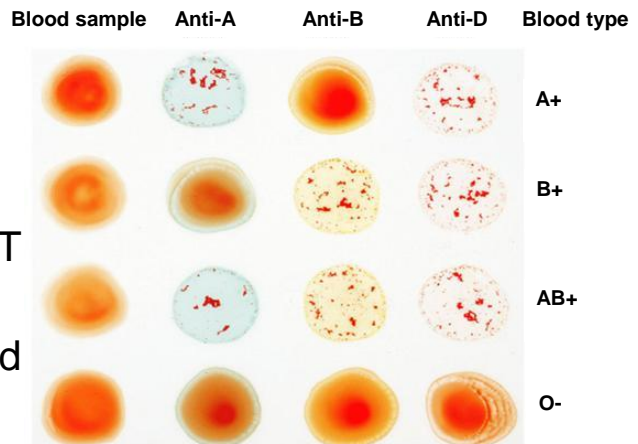 Blood sample Anti-A Anti-B Anti-D Blood type
A+
B+
T
AB+
d
O-